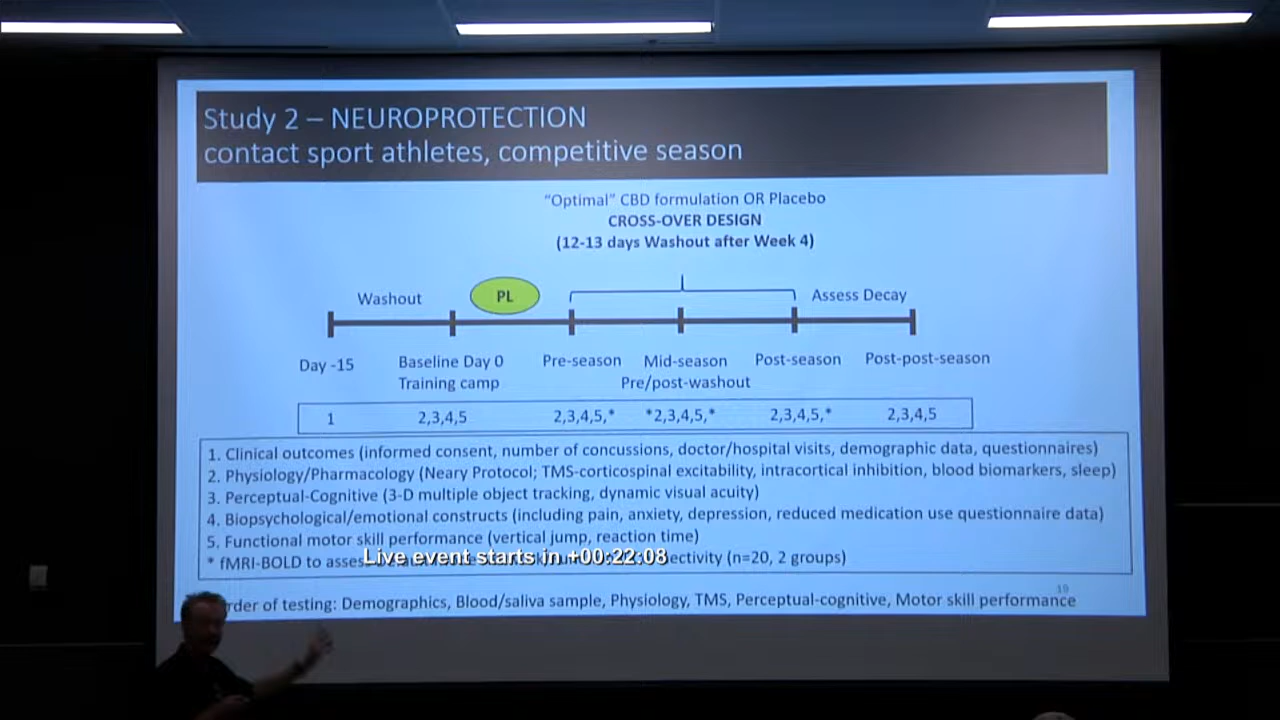 Study 2 – NEUROPROTECTION
contact sport athletes, competitive season
"Optimal" CBD formulation OR Placebo
CROSS-OVER DESIGN
(12-13 days Washout after Week 4)
Washout
PL
Assess Decay
Day -15
Baseline Day 0
Training camp
Pre-season
Mid-season
Pre/post-washout
Post-season
Post-post-season
1 2,3,4,5 2,3,4,5,* *2,3,4,5,* 2,3,4,5,* 2,3,4,5
1. Clinical outcomes (informed consent, number of concussions, doctor/hospital visits, demographic data, questionnaires)
2. Physiology/Pharmacology (Neary Protocol; TMS-corticospinal excitability, intracortical inhibition, blood biomarkers, sleep)
3. Perceptual-Cognitive (3-D multiple object tracking, dynamic visual acuity)
4. Biopsychological/emotional constructs (including pain, anxiety, depression, reduced medication use questionnaire data)
5. Functional motor skill performance (vertical jump, reaction time)
* fMRI-BOLD to assess (n=20, 2 groups)
Live event starts in +00:22:08
19
of testing: Demographics, Blood/saliva sample, Physiology, TMS, Perceptual-cognitive, Motor skill performance